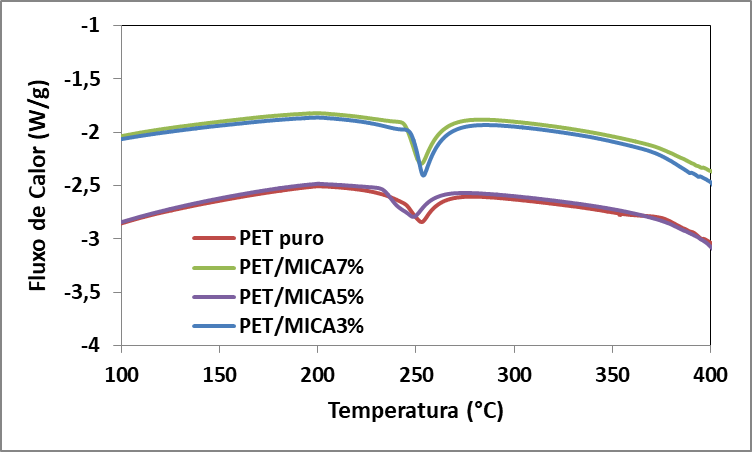 Fluxo de Calor (W/g)
-1
-1,5
-2
-2,5
-3
-3,5
-4
PET puro
PET/MICA7%
PET/MICA5%
PET/MICA3%
100 150 200 250 300 350 400
Temperatura (°C)